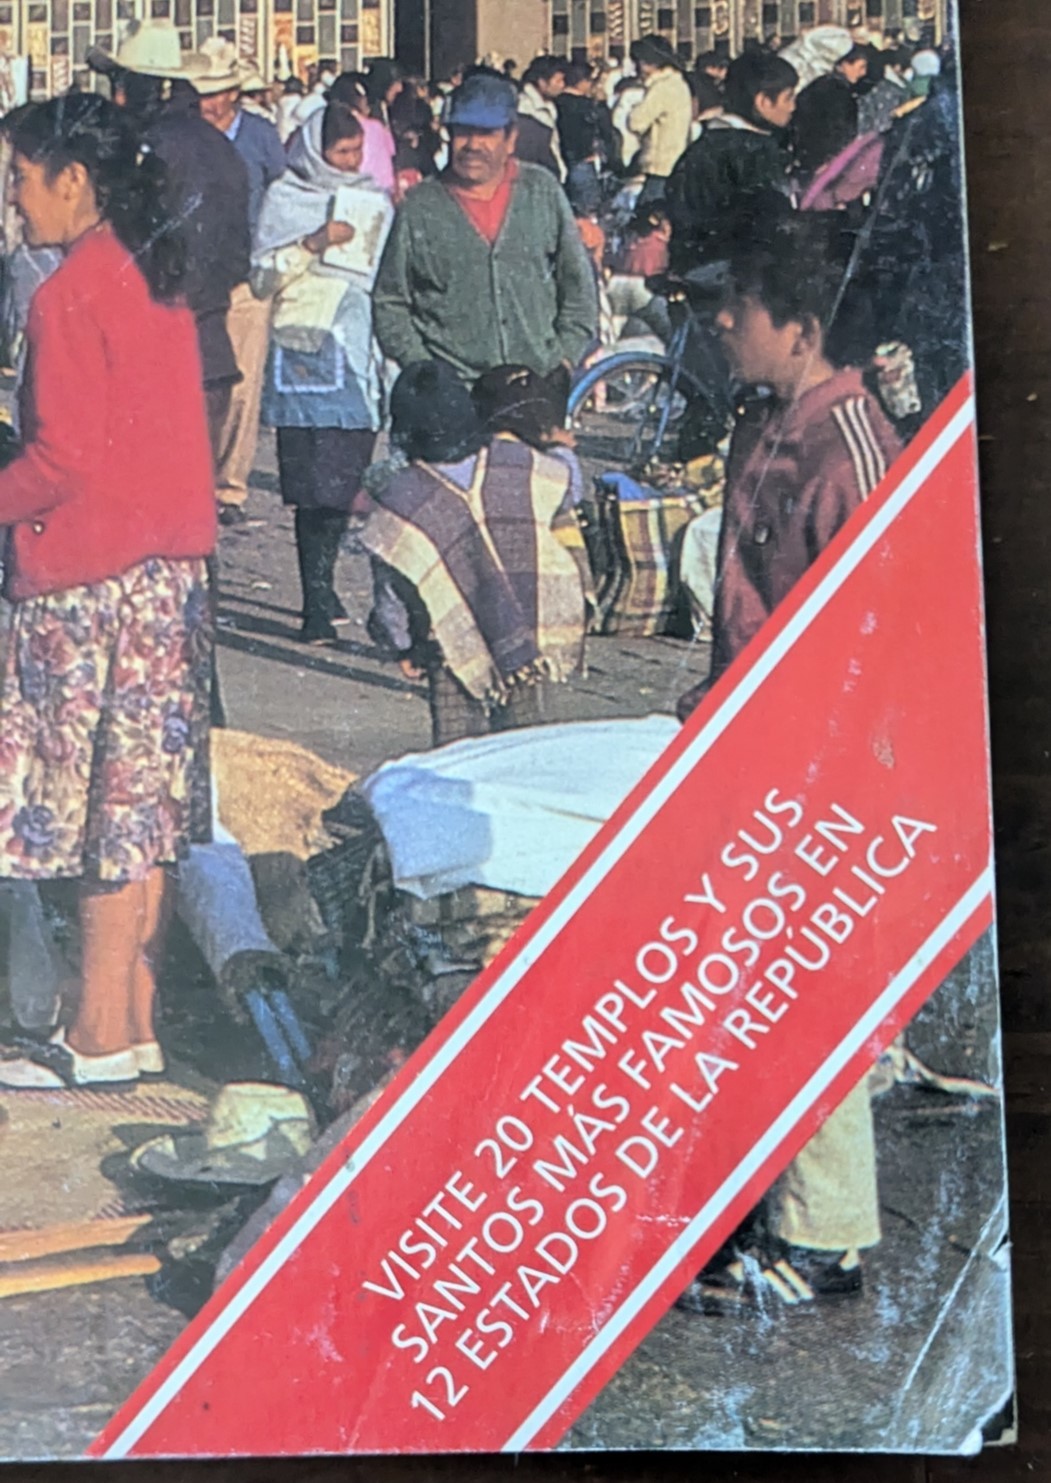 VISITE 20 TEMPLOS Y SUS
SANTOS MÁS FAMOSOS EN
12 ESTADOS DE LA REPÚBLICA